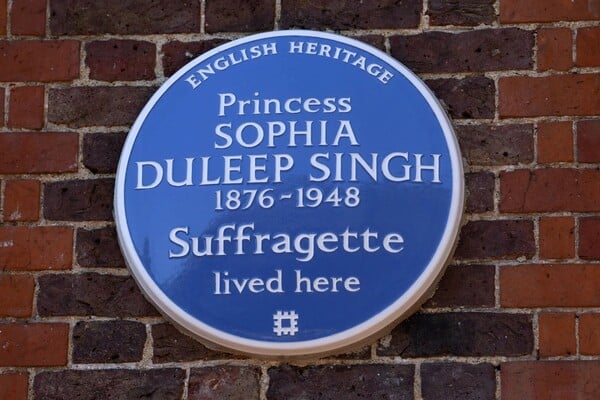 ENGLISH HERITAGE
Princess
SOPHIA
DULEEP SINGH
1876-1948
Suffragette
lived here